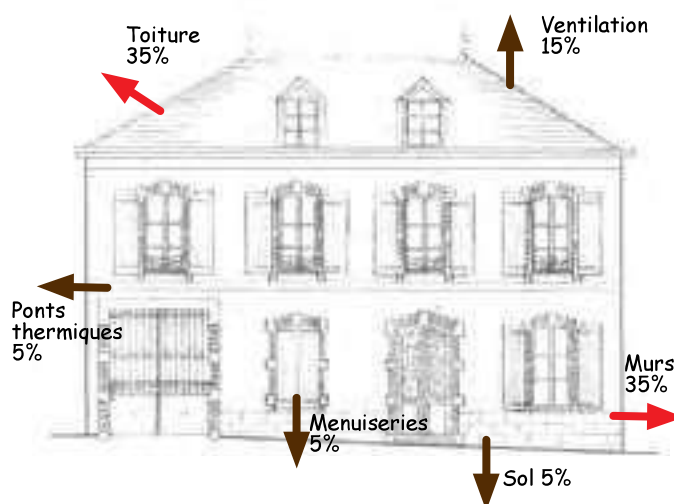 Toiture
35%
Ventilation
15%
Ponts
thermiques
5%
Murs
35%
Menuiseries
5%
Sol 5%